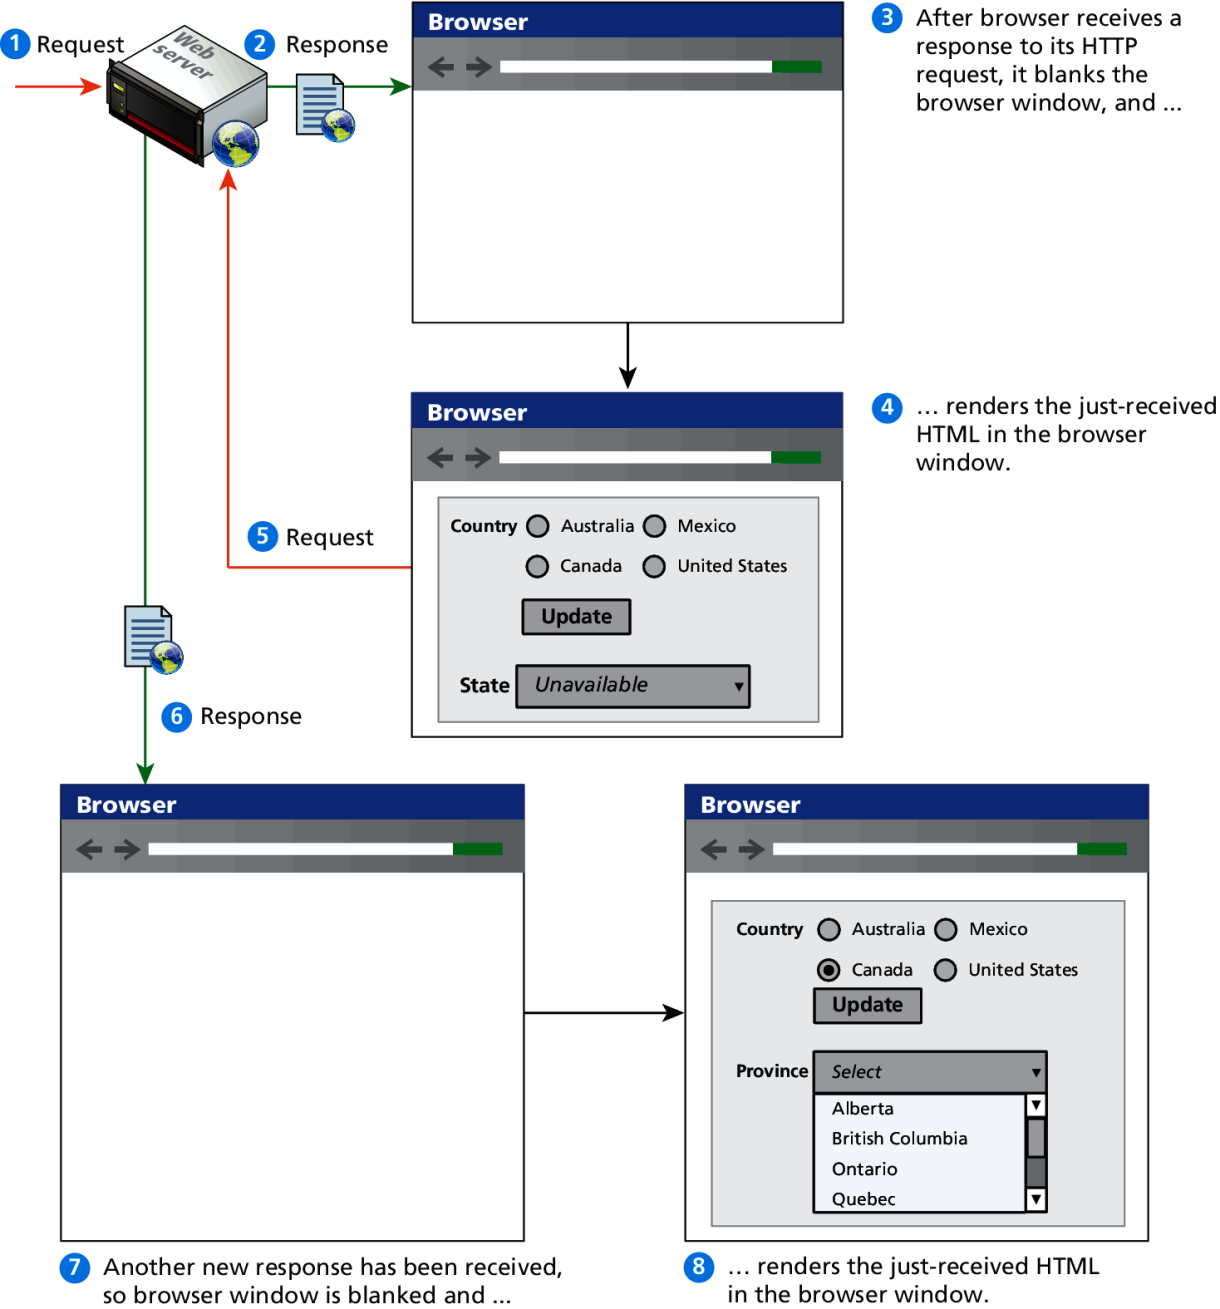 1 Request
Web
server
2 Response
Browser
3 After browser receives a
response to its HTTP
request, it blanks the
browser window, and ...
Browser
4 ... renders the just-received
HTML in the browser
window.
Country Australia Mexico
Canada United States
Update
State Unavailable
5 Request
6 Response
Browser
7 Another new response has been received,
so browser window is blanked and ...
Browser
Country Australia Mexico
Canada United States
Update
Province Select
Alberta
British Columbia
Ontario
Quebec
8 ... renders the just-received HTML
in the browser window.